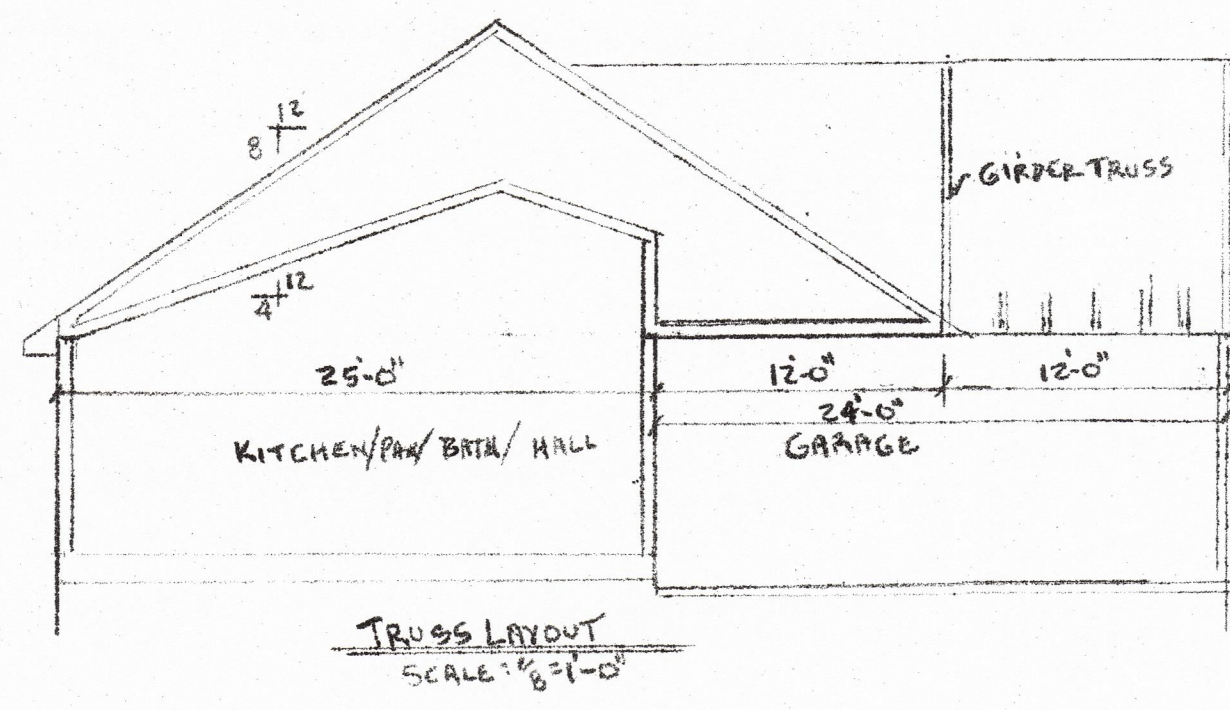 12
8
GIRDER TRUSS
12
4
25'-0"
12'-0"
12'-0"
24'-0"
KITCHEN/PAN/BATH/ HALL
GARAGE
TRUSS LAYOUT
SCALE: 1/8"=1'-0"